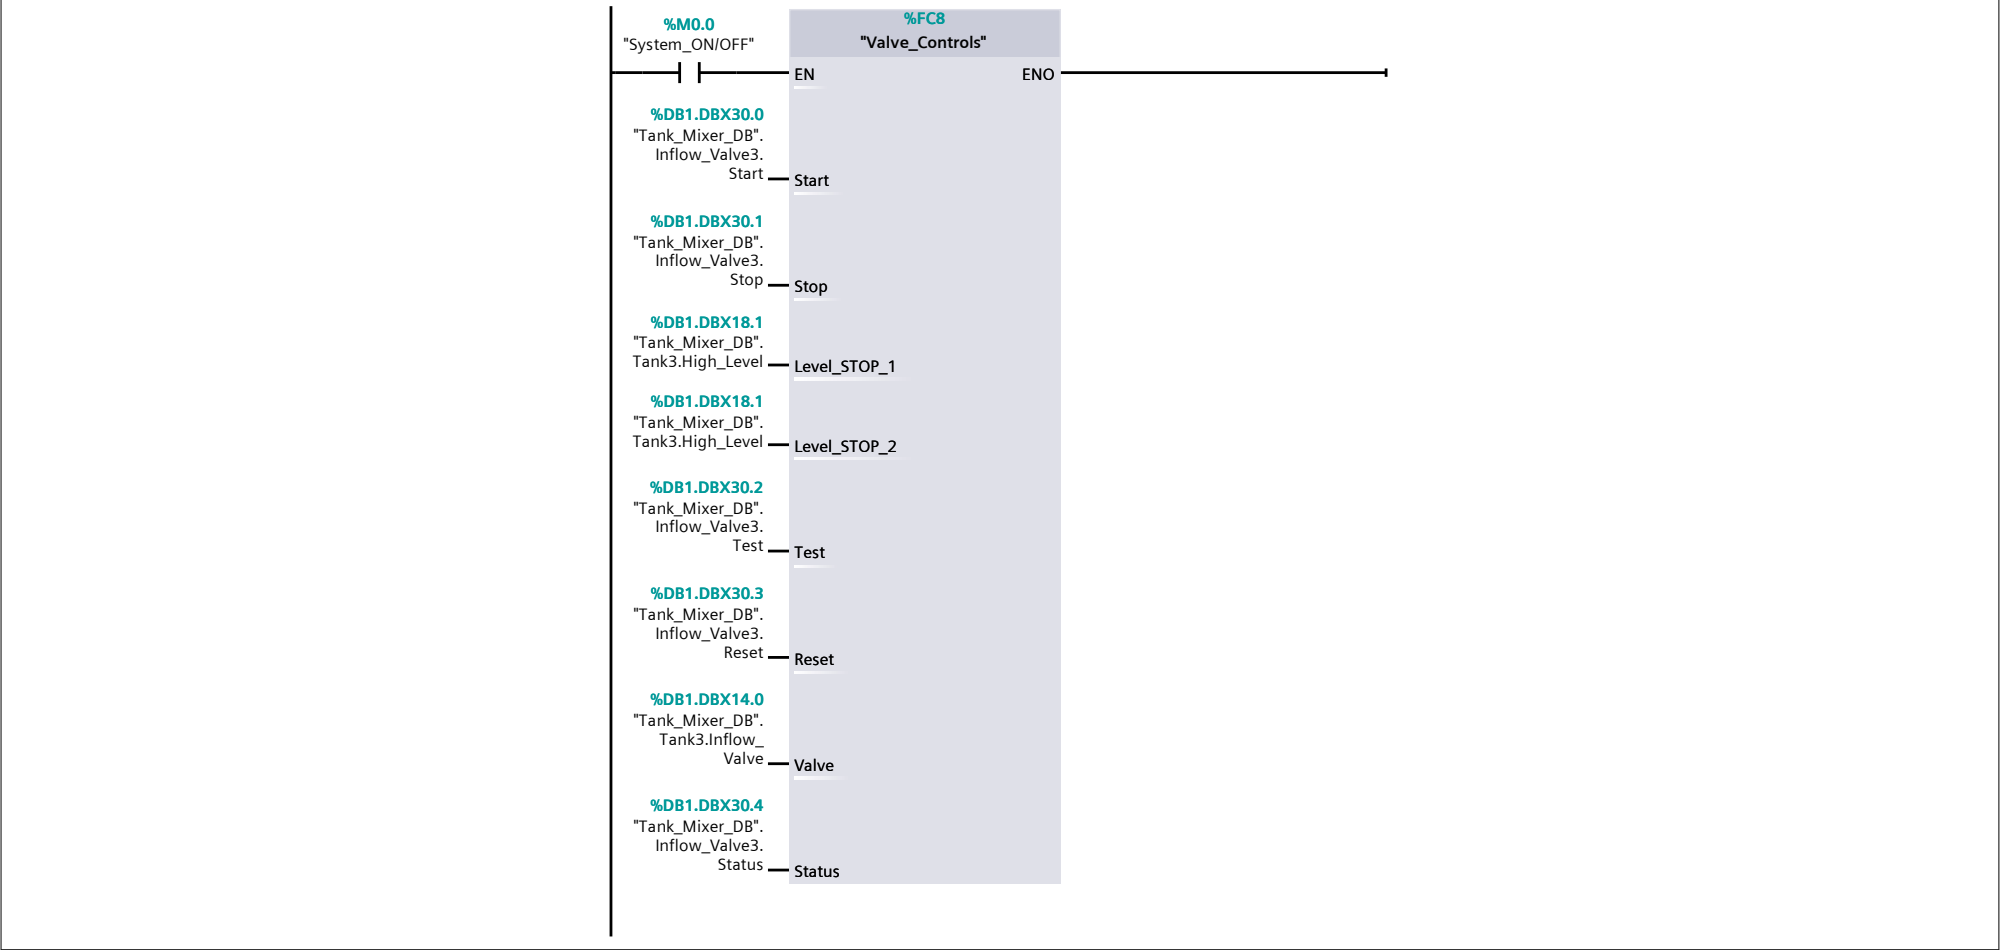 %M0.0
"System_ON/OFF"
%FC8
"Valve_Controls"
EN
ENO
%DB1.DBX30.0
"Tank_Mixer_DB".
Inflow_Valve3.
Start
Start
%DB1.DBX30.1
"Tank_Mixer_DB".
Inflow_Valve3.
Stop
Stop
%DB1.DBX18.1
"Tank_Mixer_DB".
Tank3.High_Level
Level_STOP_1
%DB1.DBX18.1
"Tank_Mixer_DB".
Tank3.High_Level
Level_STOP_2
%DB1.DBX30.2
"Tank_Mixer_DB".
Inflow_Valve3.
Test
Test
%DB1.DBX30.3
"Tank_Mixer_DB".
Inflow_Valve3.
Reset
Reset
%DB1.DBX14.0
"Tank_Mixer_DB".
Tank3.Inflow_
Valve
Valve
%DB1.DBX30.4
"Tank_Mixer_DB".
Inflow_Valve3.
Status
Status